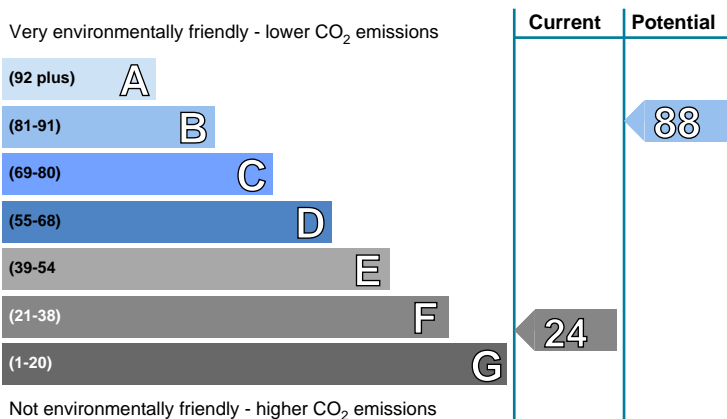 Current Potential
Very environmentally friendly - lower CO2 emissions
(92 plus) A
(81-91) B 88
(69-80) C
(55-68) D
(39-54 E
(21-38) F 24
(1-20) G
Not environmentally friendly - higher CO2 emissions